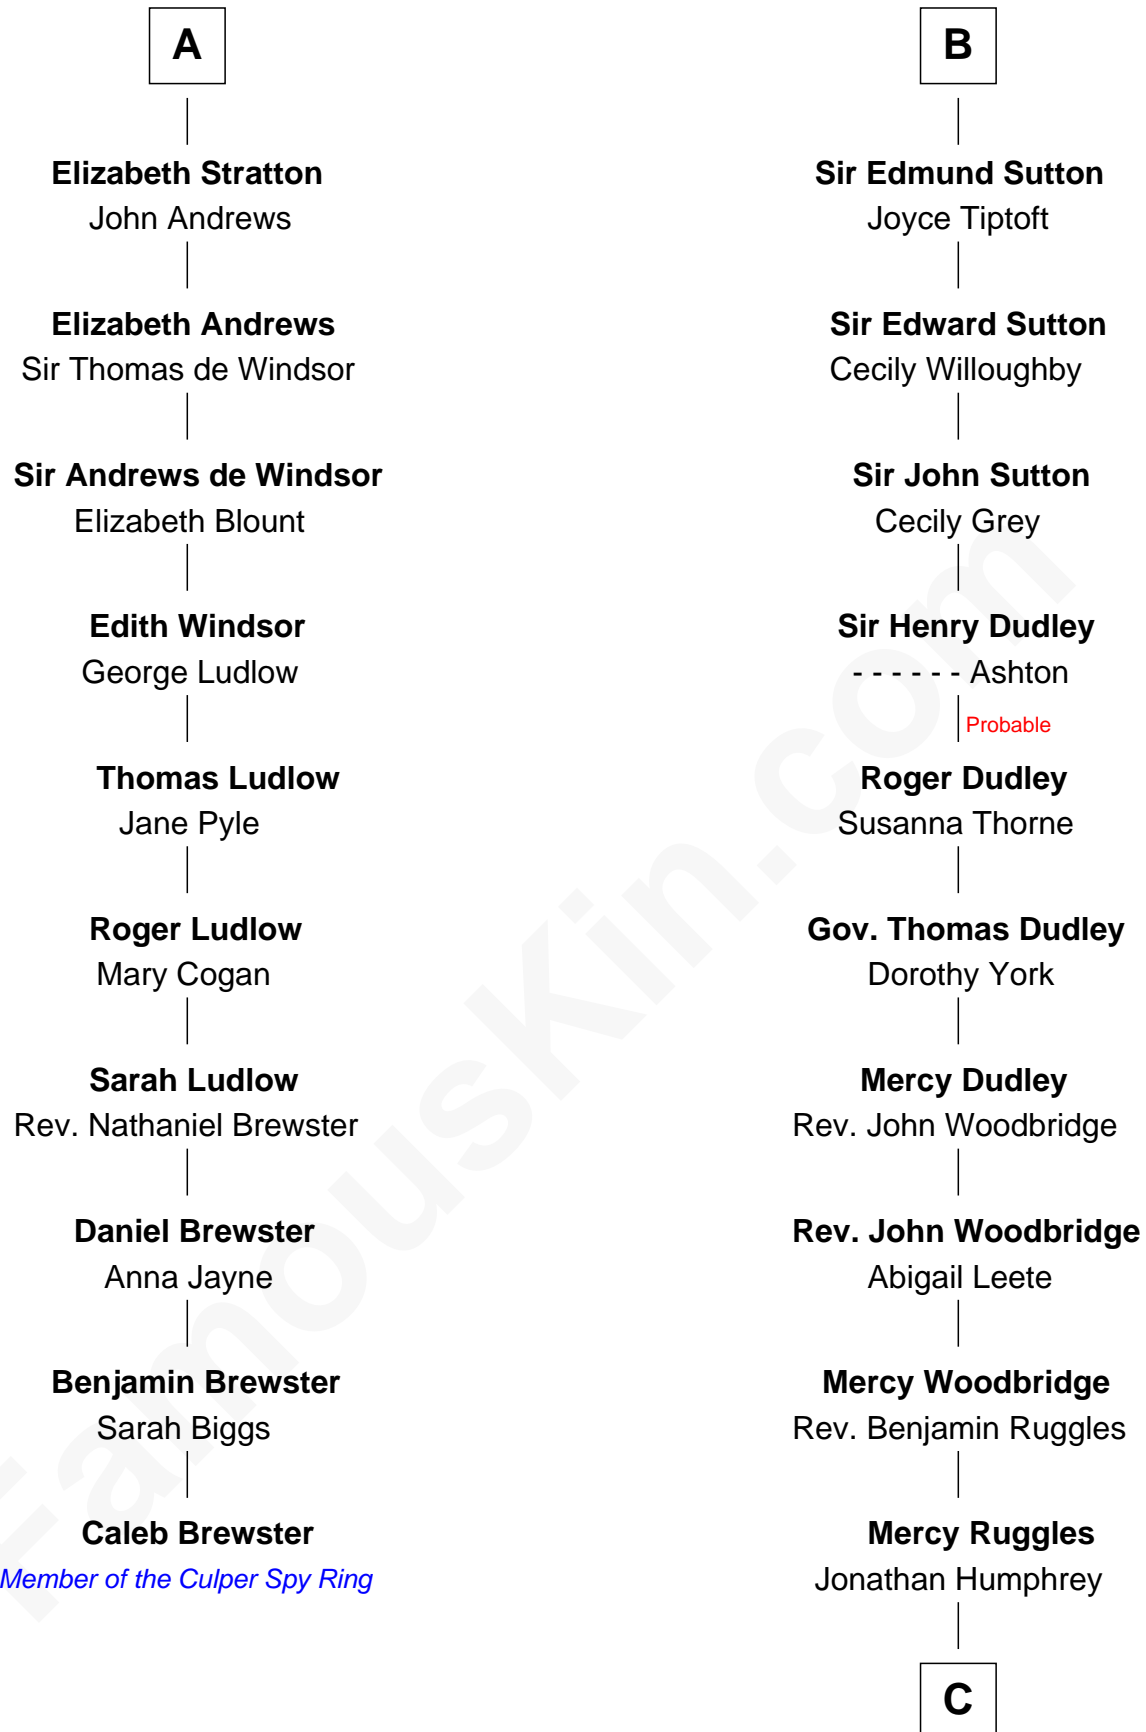 A
Elizabeth Stratton
John Andrews
Elizabeth Andrews
Sir Thomas de Windsor
Sir Andrews de Windsor
Elizabeth Blount
Edith Windsor
George Ludlow
Thomas Ludlow
Jane Pyle
Roger Ludlow
Mary Cogan
Sarah Ludlow
Rev. Nathaniel Brewster
Daniel Brewster
Anna Jayne
Benjamin Brewster
Sarah Biggs
Caleb Brewster
Member of the Culper Spy Ring
B
Sir Edmund Sutton
Joyce Tiptoft
Sir Edward Sutton
Cecily Willoughby
Sir John Sutton
Cecily Grey
Sir Henry Dudley
- - - - - - Ashton
Probable
Roger Dudley
Susanna Thorne
Gov. Thomas Dudley
Dorothy York
Mercy Dudley
Rev. John Woodbridge
Rev. John Woodbridge
Abigail Leete
Mercy Woodbridge
Rev. Benjamin Ruggles
Mercy Ruggles
Jonathan Humphrey
C
FamousKin.com